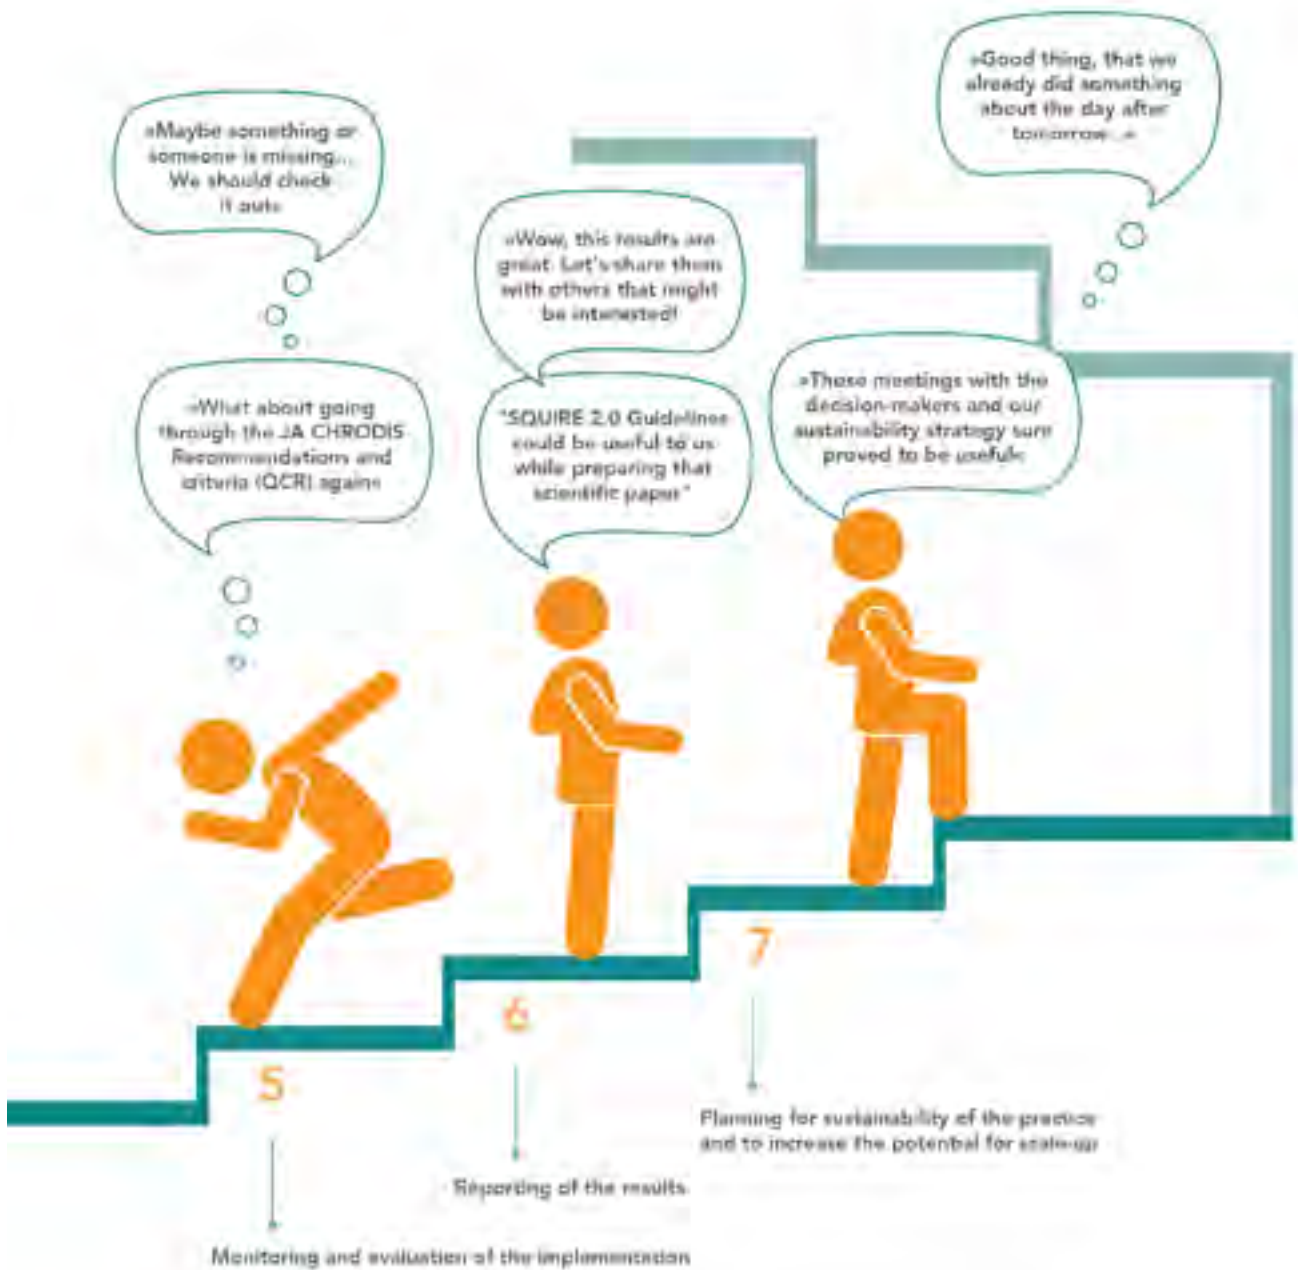 »Maybe something or
someone is missing...
We should check
it out«
»What about going
through the JA CHRODIS
Recommendations and
criteria (QCR) again«
»Wow, this results are
great. Let's share them
with others that might
be interested!
"SQUIRE 2.0 Guidelines
could be useful to us
while preparing that
scientific paper"
»Good thing, that we
already did something
about the day after
tomorrow...«
»Those meetings with the
decision-makers and our
sustainability strategy sure
proved to be useful«
5
Monitoring and evaluation of the implementation
6
Reporting of the results
7
Planning for sustainability of the practice
and to increase the potential for scale-up